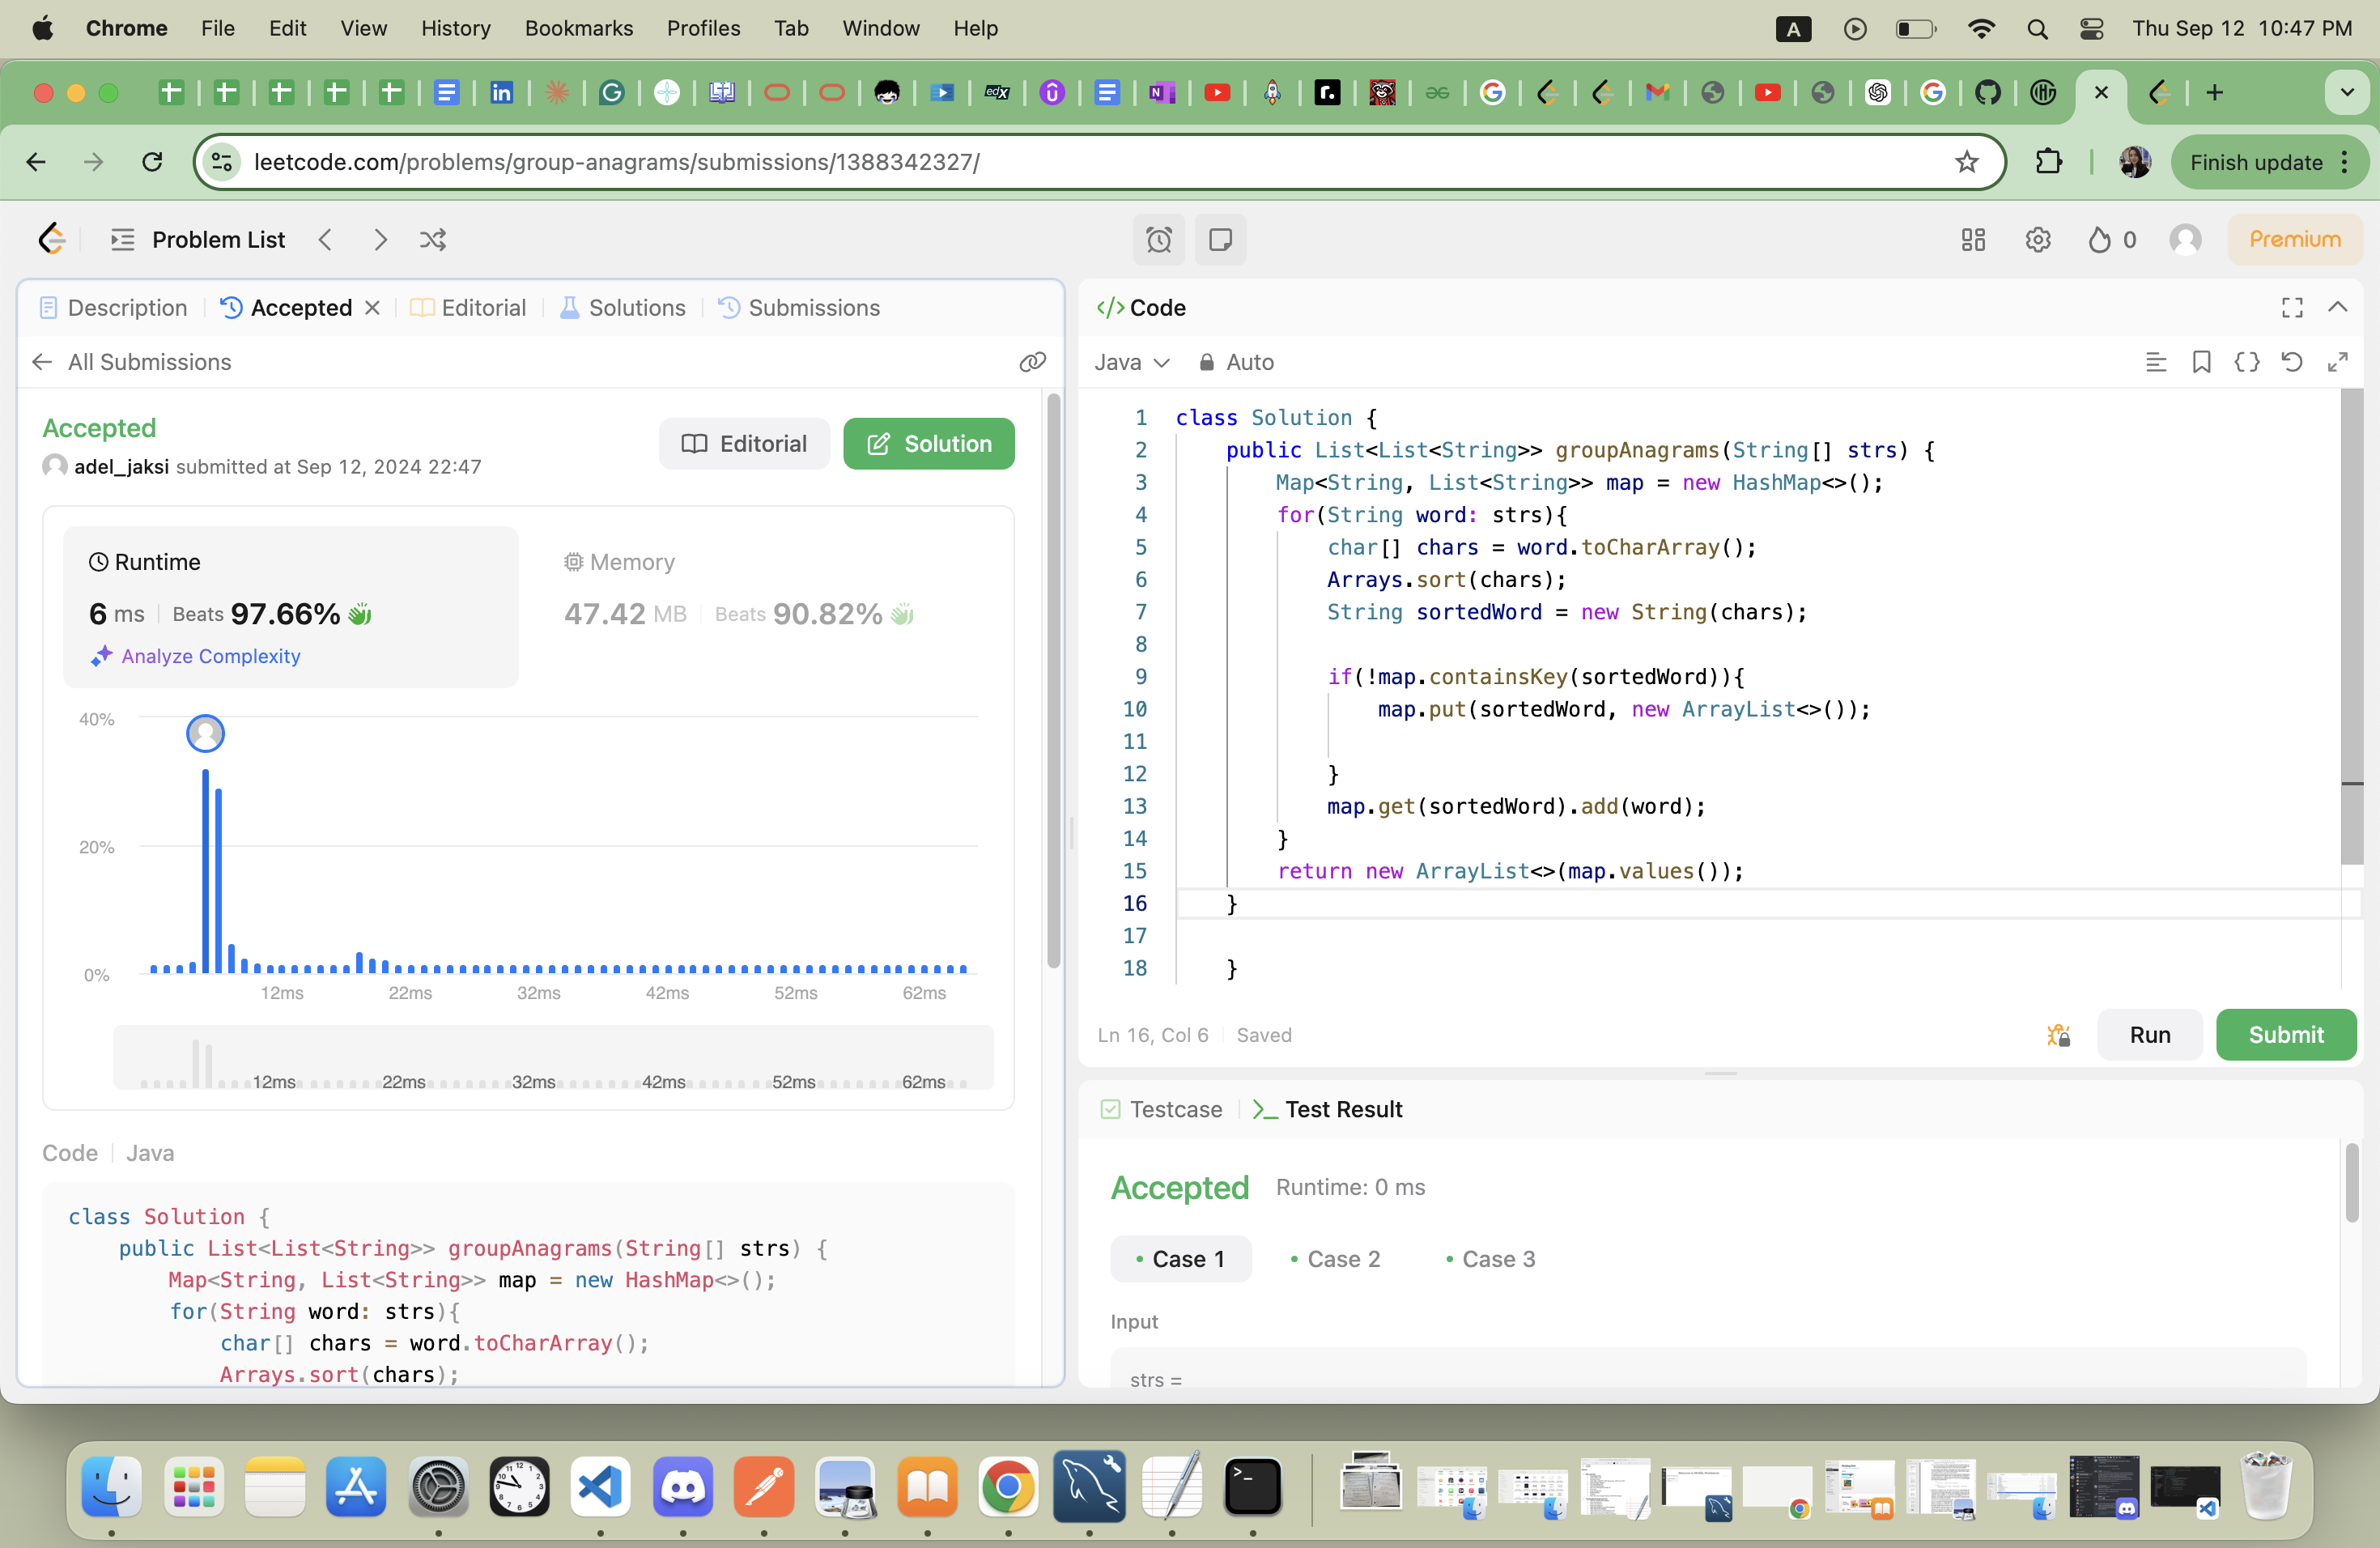 Chrome File Edit View History Bookmarks Profiles Tab Window Help A Thu Sep 12 10:47 PM
leetcode.com/problems/group-anagrams/submissions/1388342327/ Finish update
Problem List 0 Premium
Description Accepted Editorial Solutions Submissions
All Submissions
Accepted
adel_jaksi submitted at Sep 12, 2024 22:47
Editorial Solution
Runtime
6 ms Beats 97.66%
Analyze Complexity
Memory
47.42 MB Beats 90.82%
40%
20%
0%
12ms 22ms 32ms 42ms 52ms 62ms
12ms 22ms 32ms 42ms 52ms 62ms
Code Java
class Solution {
public List<List<String>> groupAnagrams(String[] strs) {
Map<String, List<String>> map = new HashMap<>();
for(String word: strs){
char[] chars = word.toCharArray();
Arrays.sort(chars);
</> Code
Java Auto
1 class Solution {
2 public List<List<String>> groupAnagrams(String[] strs) {
3 Map<String, List<String>> map = new HashMap<>();
4 for(String word: strs){
5 char[] chars = word.toCharArray();
6 Arrays.sort(chars);
7 String sortedWord = new String(chars);
8
9 if(!map.containsKey(sortedWord)){
10 map.put(sortedWord, new ArrayList<>());
11
12 }
13 map.get(sortedWord).add(word);
14 }
15 return new ArrayList<>(map.values());
16 }
17
18 }
Ln 16, Col 6 Saved Run Submit
Testcase >_ Test Result
Accepted Runtime: 0 ms
Case 1 Case 2 Case 3
Input
strs =